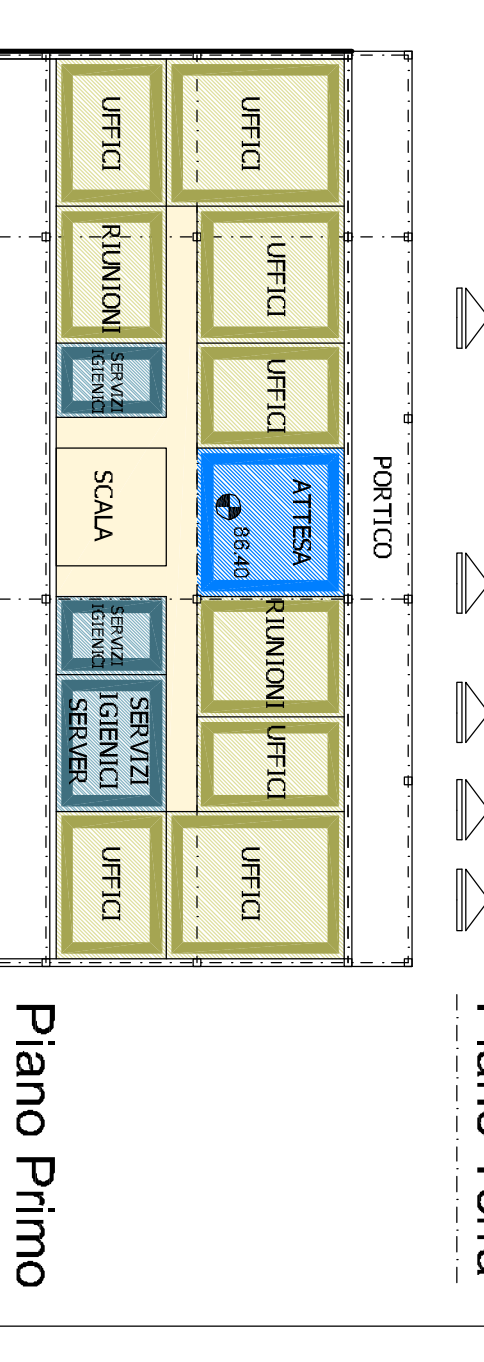 PORTICO
UFFICI
UFFICI
UFFICI
ATTESA
86.40
RIUNIONI
UFFICI
UFFICI
UFFICI
RIUNIONI
SERVIZI
IGIENICI
SCALA
SERVIZI
IGIENICI
SERVIZI
IGIENICI
SERVER
UFFICI
Piano Primo